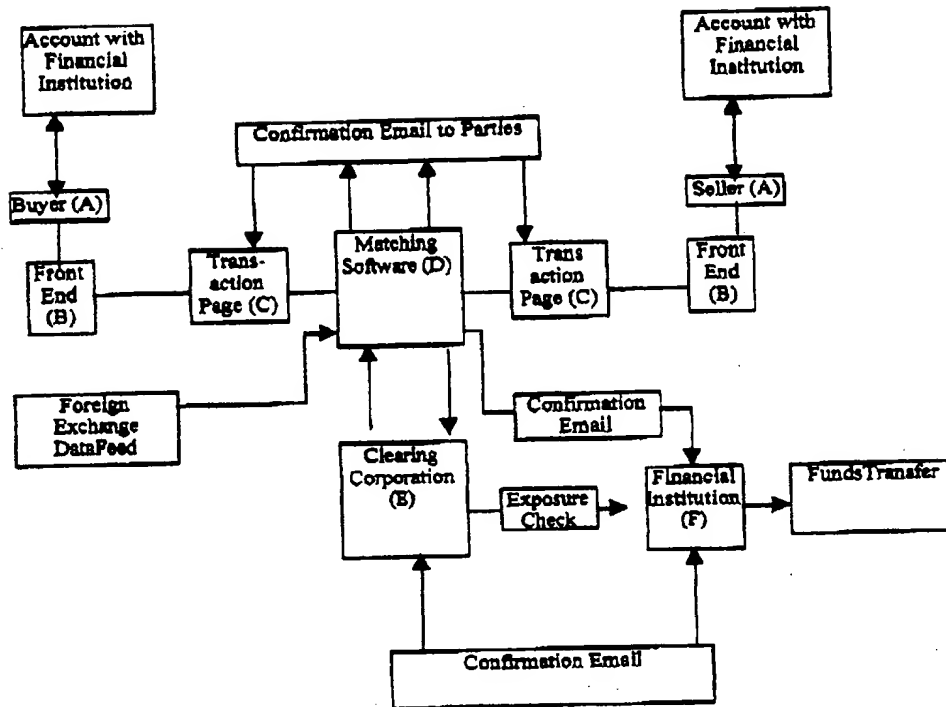 Account with
Financial
Institution
Account with
Financial
Institution
Confirmation Email to Parties
Buyer (A)
Seller (A)
Front
End
(B)
Trans-
action
Page (C)
Matching
Software (D)
Trans
action
Page (C)
Front
End
(B)
Foreign
Exchange
DataFeed
Confirmation
Email
Clearing
Corporation
(E)
Exposure
Check
Financial
Institution
(F)
FundsTransfer
Confirmation Email